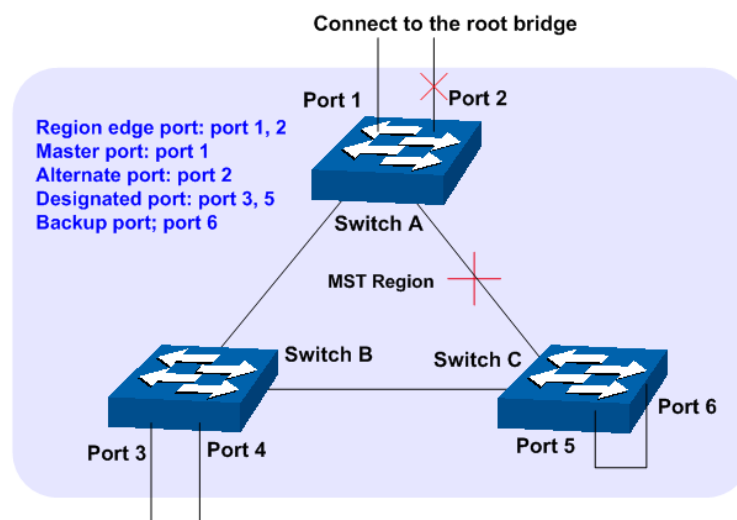 Connect to the root bridge
Port 1
Port 2
Region edge port: port 1, 2
Master port: port 1
Alternate port: port 2
Designated port: port 3, 5
Backup port; port 6
Switch A
MST Region
Switch B
Switch C
Port 6
Port 3
Port 4
Port 5